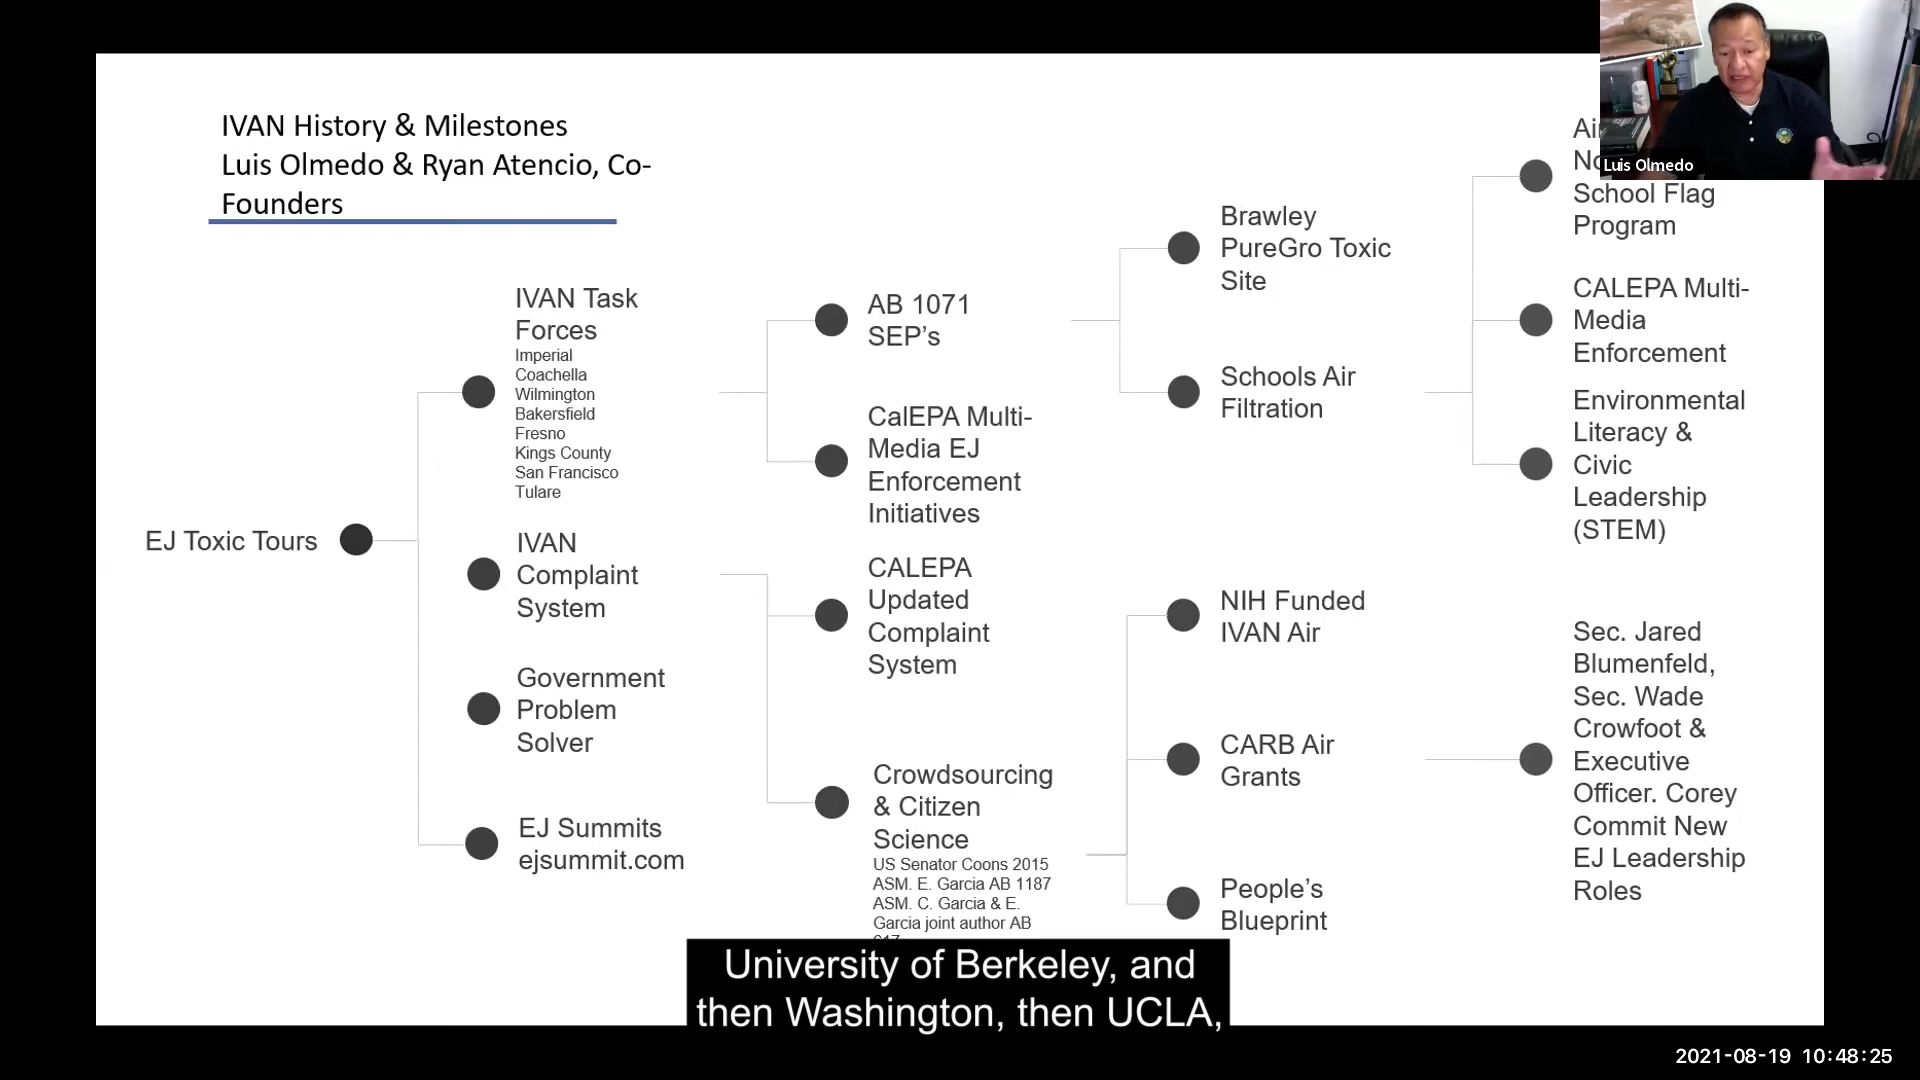 IVAN History & Milestones
Luis Olmedo & Ryan Atencio, Co-
Founders
EJ Toxic Tours
IVAN Task
Forces
Imperial
Coachella
Wilmington
Bakersfield
Fresno
Kings County
San Francisco
Tulare
IVAN
Complaint
System
Government
Problem
Solver
EJ Summits
ejsummit.com
AB 1071
SEP’s
CalEPA Multi-
Media EJ
Enforcement
Initiatives
CALEPA
Updated
Complaint
System
Crowdsourcing
& Citizen
Science
US Senator Coons 2015
ASM. E. Garcia AB 1187
ASM. C. Garcia & E.
Garcia joint author AB
Brawley
PureGro Toxic
Site
Schools Air
Filtration
NIH Funded
IVAN Air
CARB Air
Grants
People’s
Blueprint
School Flag
Program
CALEPA Multi-
Media
Enforcement
Environmental
Literacy &
Civic
Leadership
(STEM)
Sec. Jared
Blumenfeld,
Sec. Wade
Crowfoot &
Executive
Officer. Corey
Commit New
EJ Leadership
Roles
Luis Olmedo
University of Berkeley, and
then Washington, then UCLA,
2021-08-19 10:48:25